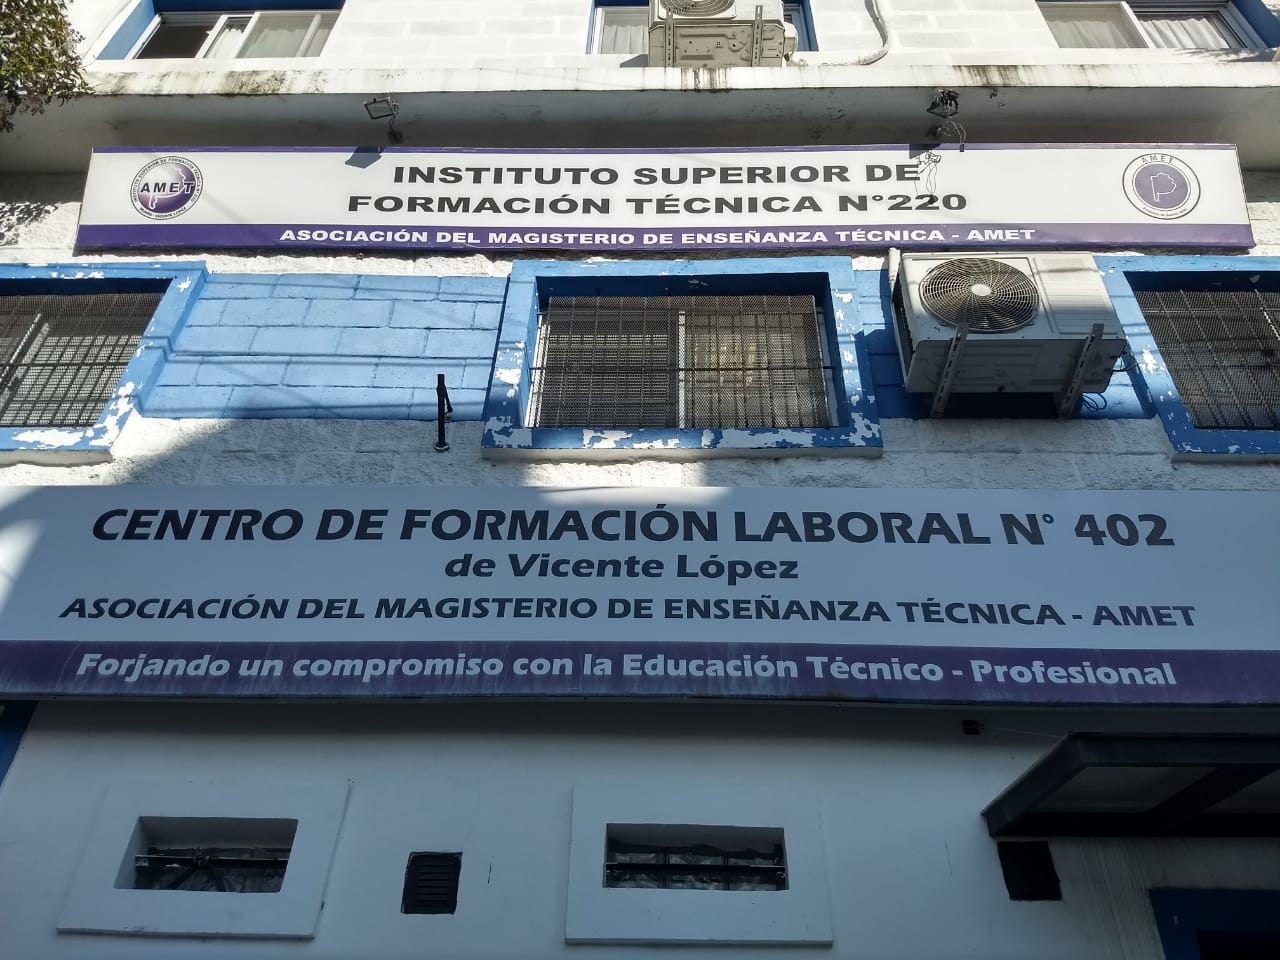 INSTITUTO SUPERIOR DE
FORMACIÓN TÉCNICA N°220
ASOCIACIÓN DEL MAGISTERIO DE ENSEÑANZA TÉCNICA - AMET
AMET
AMET
CENTRO DE FORMACIÓN LABORAL N° 402
de Vicente López
ASOCIACIÓN DEL MAGISTERIO DE ENSEÑANZA TÉCNICA - AMET
Forjando un compromiso con la Educación Técnico - Profesional